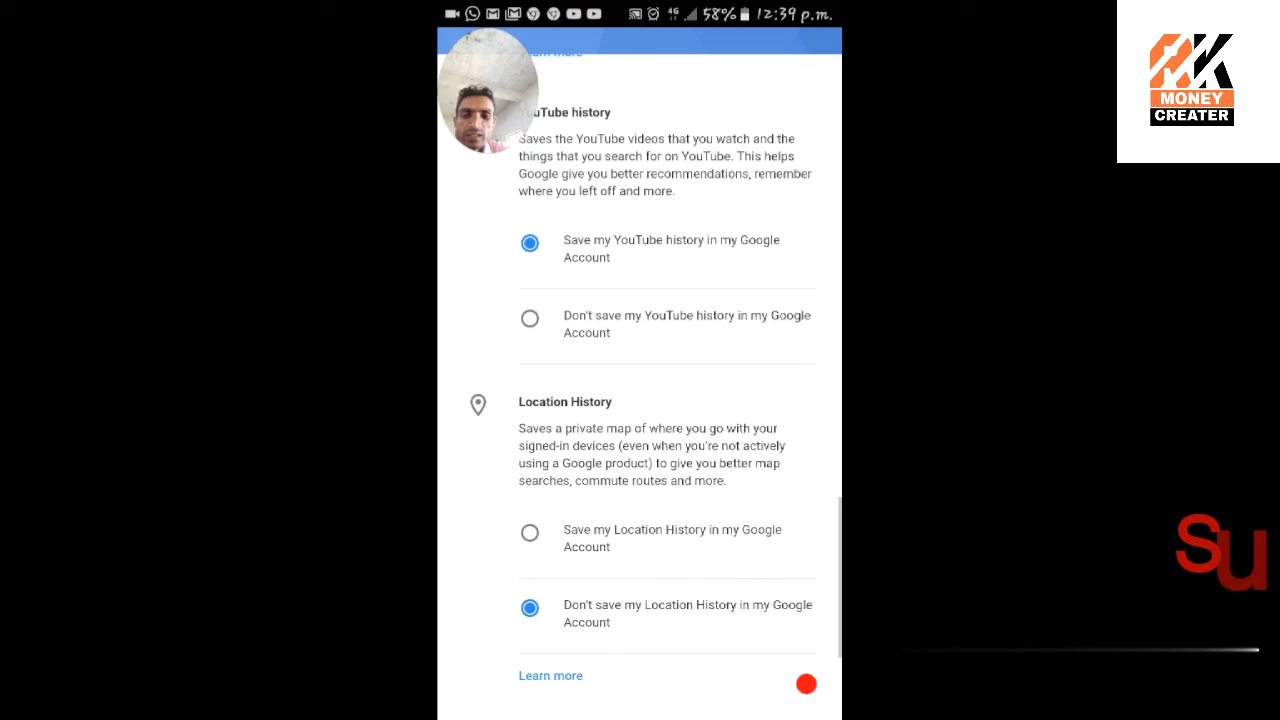 4G 58% 12:39 p.m.
Learn more
YouTube history
Saves the YouTube videos that you watch and the
things that you search for on YouTube. This helps
Google give you better recommendations, remember
where you left off and more.
Save my YouTube history in my Google
Account
Don't save my YouTube history in my Google
Account
Location History
Saves a private map of where you go with your
signed-in devices (even when you're not actively
using a Google product) to give you better map
searches, commute routes and more.
Save my Location History in my Google
Account
Don't save my Location History in my Google
Account
Learn more
RK
MONEY
CREATER
Su